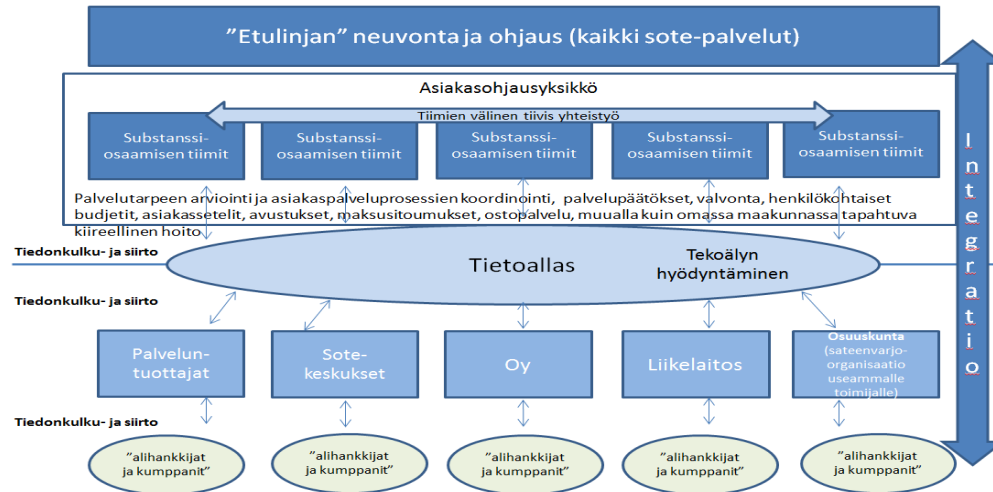 ”Etulinjan” neuvonta ja ohjaus (kaikki sote-palvelut)
Asiakasohjausyksikkö
Tiimien välinen tiivis yhteistyö
Substanssi-
osaamisen tiimit
Substanssi-
osaamisen tiimit
Substanssi-
osaamisen tiimit
Substanssi-
osaamisen tiimit
Substanssi-
osaamisen tiimit
Palvelutarpeen arviointi ja asiakaspalveluprosessien koordinointi, palvelupäätökset, valvonta, henkilökohtaiset
budjetit, asiakassetelit, avustukset, maksusitoumukset, ostopalvelu, muualla kuin omassa maakunnassa tapahtuva
kiireellinen hoito
Tiedonkulku- ja siirto
Tietoallas
Tekoälyn
hyödyntäminen
Tiedonkulku- ja siirto
Palvelun-
tuottajat
Sote-
keskukset
Oy
Liikelaitos
Osuuskunta
(sateenvarjo-
organisaatio
useammalle
toimijalle)
Tiedonkulku- ja siirto
”alihankkijat
ja kumppanit”
”alihankkijat
ja kumppanit”
”alihankkijat
ja kumppanit”
”alihankkijat
ja kumppanit”
”alihankkijat
ja kumppanit”
Integratio